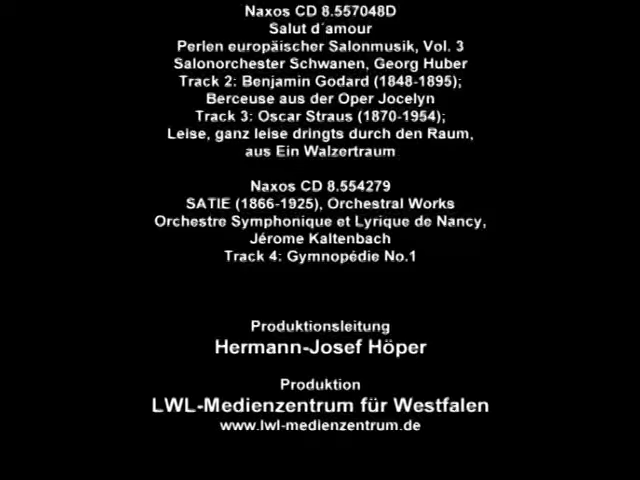 Naxos CD 8.557048D
Salut d´amour
Perlen europäischer Salonmusik, Vol. 3
Salonorchester Schwanen, Georg Huber
Track 2: Benjamin Godard (1848-1895);
Berceuse aus der Oper Jocelyn
Track 3: Oscar Straus (1870-1954);
Leise, ganz leise dringts durch den Raum,
aus Ein Walzertraum
Naxos CD 8.554279
SATIE (1866-1925), Orchestral Works
Orchestre Symphonique et Lyrique de Nancy,
Jérome Kaltenbach
Track 4: Gymnopédie No.1
Produktionsleitung
Hermann-Josef Höper
Produktion
LWL-Medienzentrum für Westfalen
www.lwl-medienzentrum.de